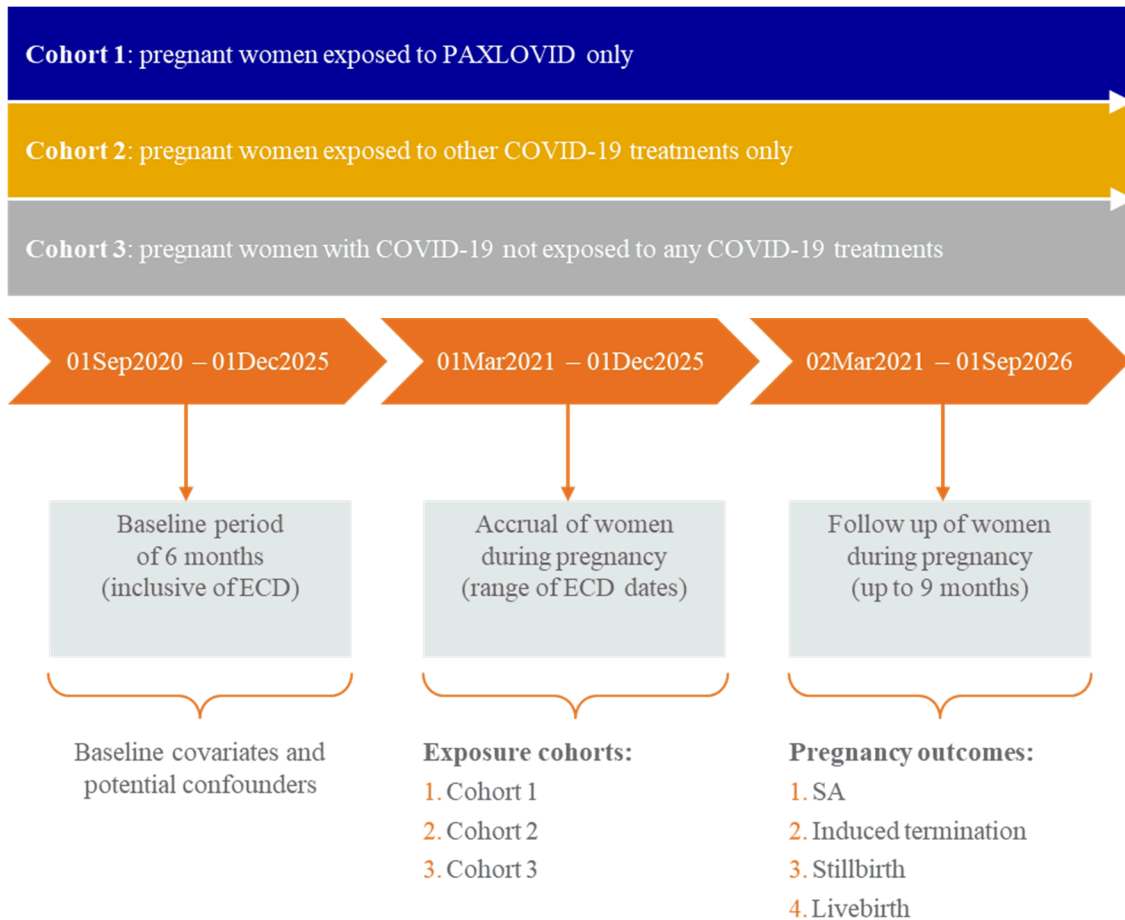 Cohort 1: pregnant women exposed to PAXLOVID only
Cohort 2: pregnant women exposed to other COVID-19 treatments only
Cohort 3: pregnant women with COVID-19 not exposed to any COVID-19 treatments
01Sep2020 – 01Dec2025
01Mar2021 – 01Dec2025
02Mar2021 – 01Sep2026
Baseline period
of 6 months
(inclusive of ECD)
Accrual of women
during pregnancy
(range of ECD dates)
Follow up of women
during pregnancy
(up to 9 months)
Baseline covariates and
potential confounders
Exposure cohorts:
1. Cohort 1
2. Cohort 2
3. Cohort 3
Pregnancy outcomes:
1. SA
2. Induced termination
3. Stillbirth
4. Livebirth